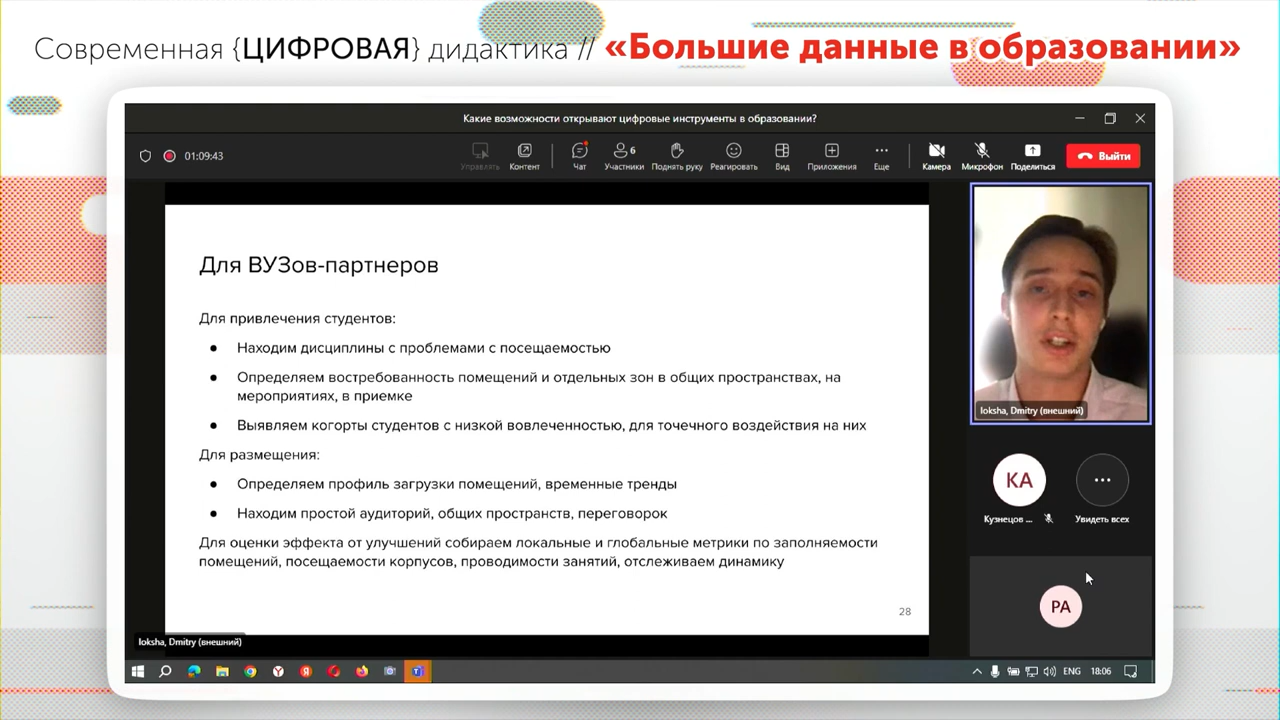 Современная {ЦИФРОВАЯ} дидактика // «Большие данные в образовании»
Какие возможности открывают цифровые инструменты в образовании?
01:09:43
Управлять
Контент
Чат
6
Участники
Поднять руку
Реагировать
Вид
Приложения
Еще
Камера
Микрофон
Поделиться
Выйти
Для ВУЗов-партнеров
Для привлечения студентов:
● Находим дисциплины с проблемами с посещаемостью
● Определяем востребованность помещений и отдельных зон в общих пространствах, на
мероприятиях, в приемке
● Выявляем когорты студентов с низкой вовлеченностью, для точечного воздействия на них
Для размещения:
● Определяем профиль загрузки помещений, временные тренды
● Находим простой аудиторий, общих пространств, переговорок
Для оценки эффекта от улучшений собираем локальные и глобальные метрики по заполняемости
помещений, посещаемости корпусов, проводимости занятий, отслеживаем динамику
28
Ioksha, Dmitry (внешний)
Ioksha, Dmitry (внешний)
КА
Кузнецов ...
Увидеть всех
РА
ENG
18:06